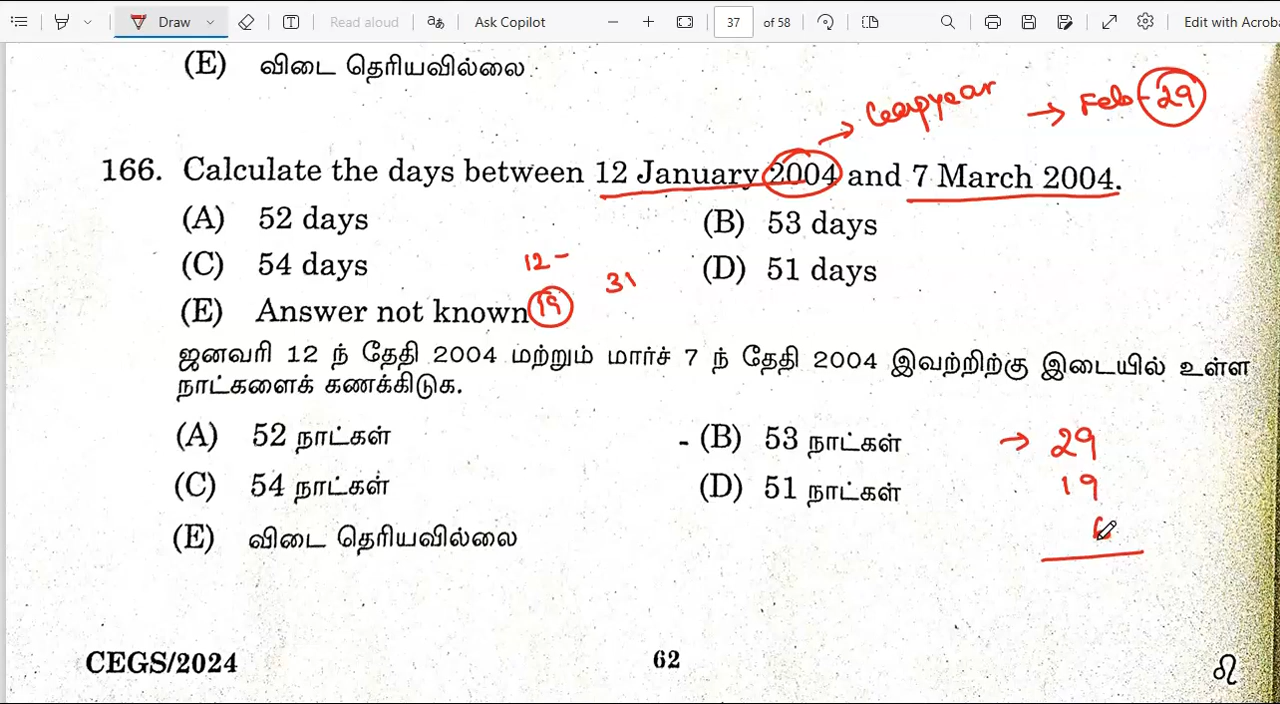 Draw
Read aloud
aあ
Ask Copilot
37 of 58
Edit with Acroba
(E) விடை தெரியவில்லை
Leapyear → Feb - 29
166. Calculate the days between 12 January 2004 and 7 March 2004.
(A) 52 days (B) 53 days
(C) 54 days (D) 51 days
12 -
31
(E) Answer not known 19
ஜனவரி 12 ந் தேதி 2004 மற்றும் மார்ச் 7 ந் தேதி 2004 இவற்றிற்கு இடையில் உள்ள
நாட்களைக் கணக்கிடுக.
(A) 52 நாட்கள் - (B) 53 நாட்கள் → 29
(C) 54 நாட்கள் (D) 51 நாட்கள் 19
(E) விடை தெரியவில்லை
CEGS/2024 62